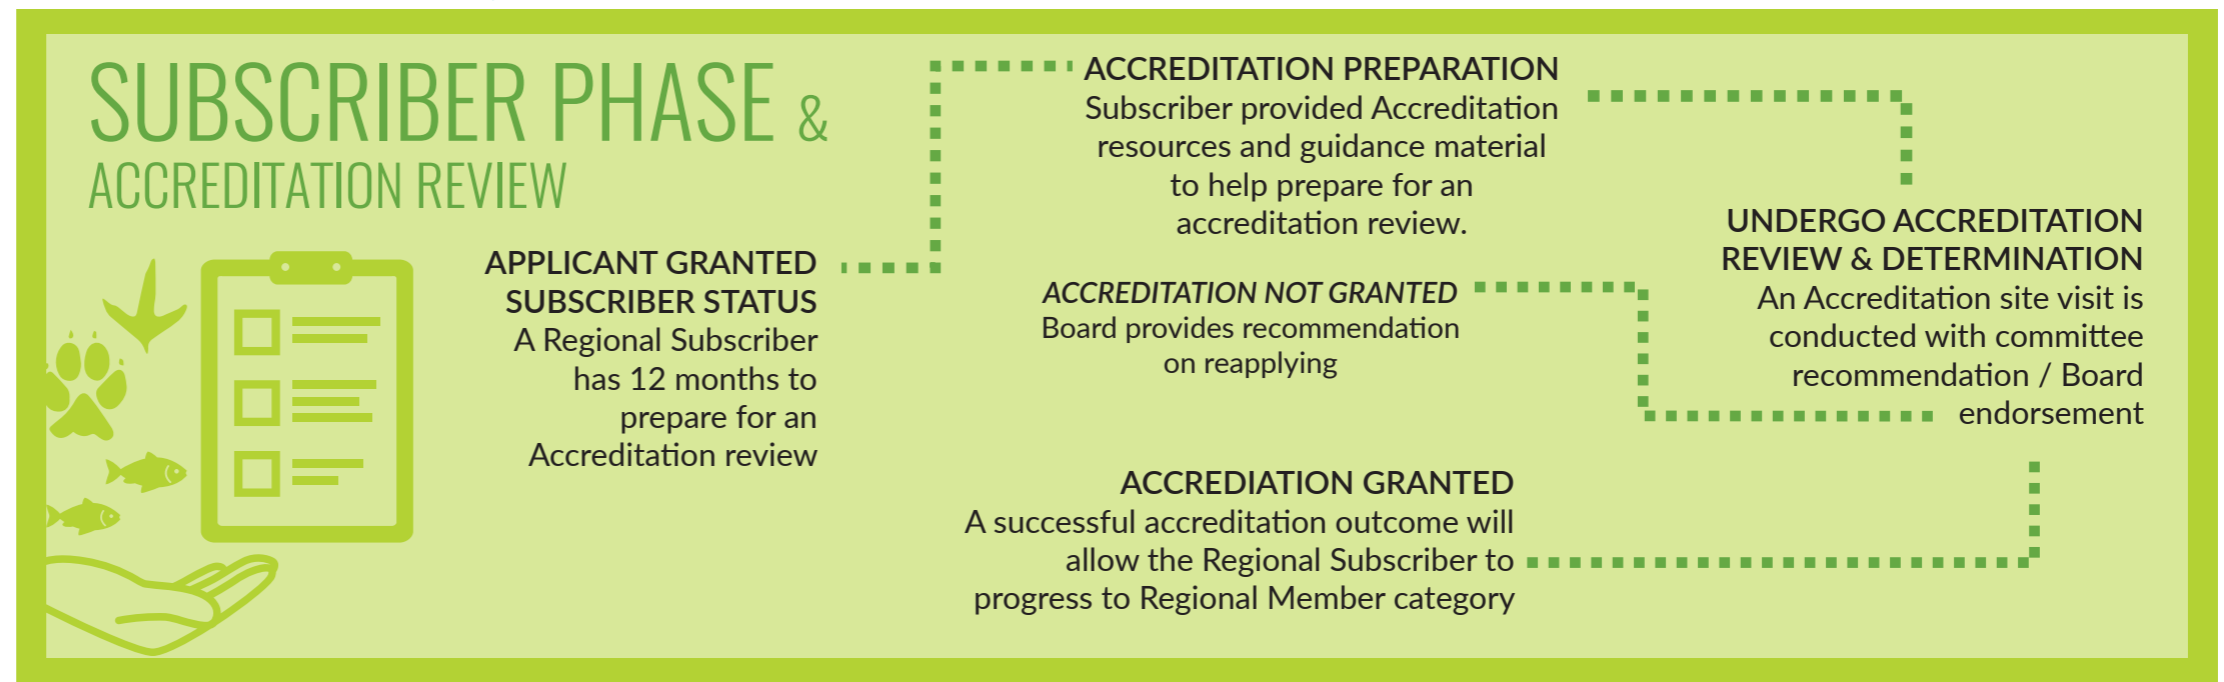 SUBSCRIBER PHASE &
ACCREDITATION REVIEW
APPLICANT GRANTED
SUBSCRIBER STATUS
A Regional Subscriber
has 12 months to
prepare for an
Accreditation review
ACCREDITATION PREPARATION
Subscriber provided Accreditation
resources and guidance material
to help prepare for an
accreditation review.
UNDERGO ACCREDITATION
REVIEW & DETERMINATION
An Accreditation site visit is
conducted with committee
recommendation / Board
endorsement
ACCREDITATION NOT GRANTED
Board provides recommendation
on reapplying
ACCREDIATION GRANTED
A successful accreditation outcome will
allow the Regional Subscriber to
progress to Regional Member category